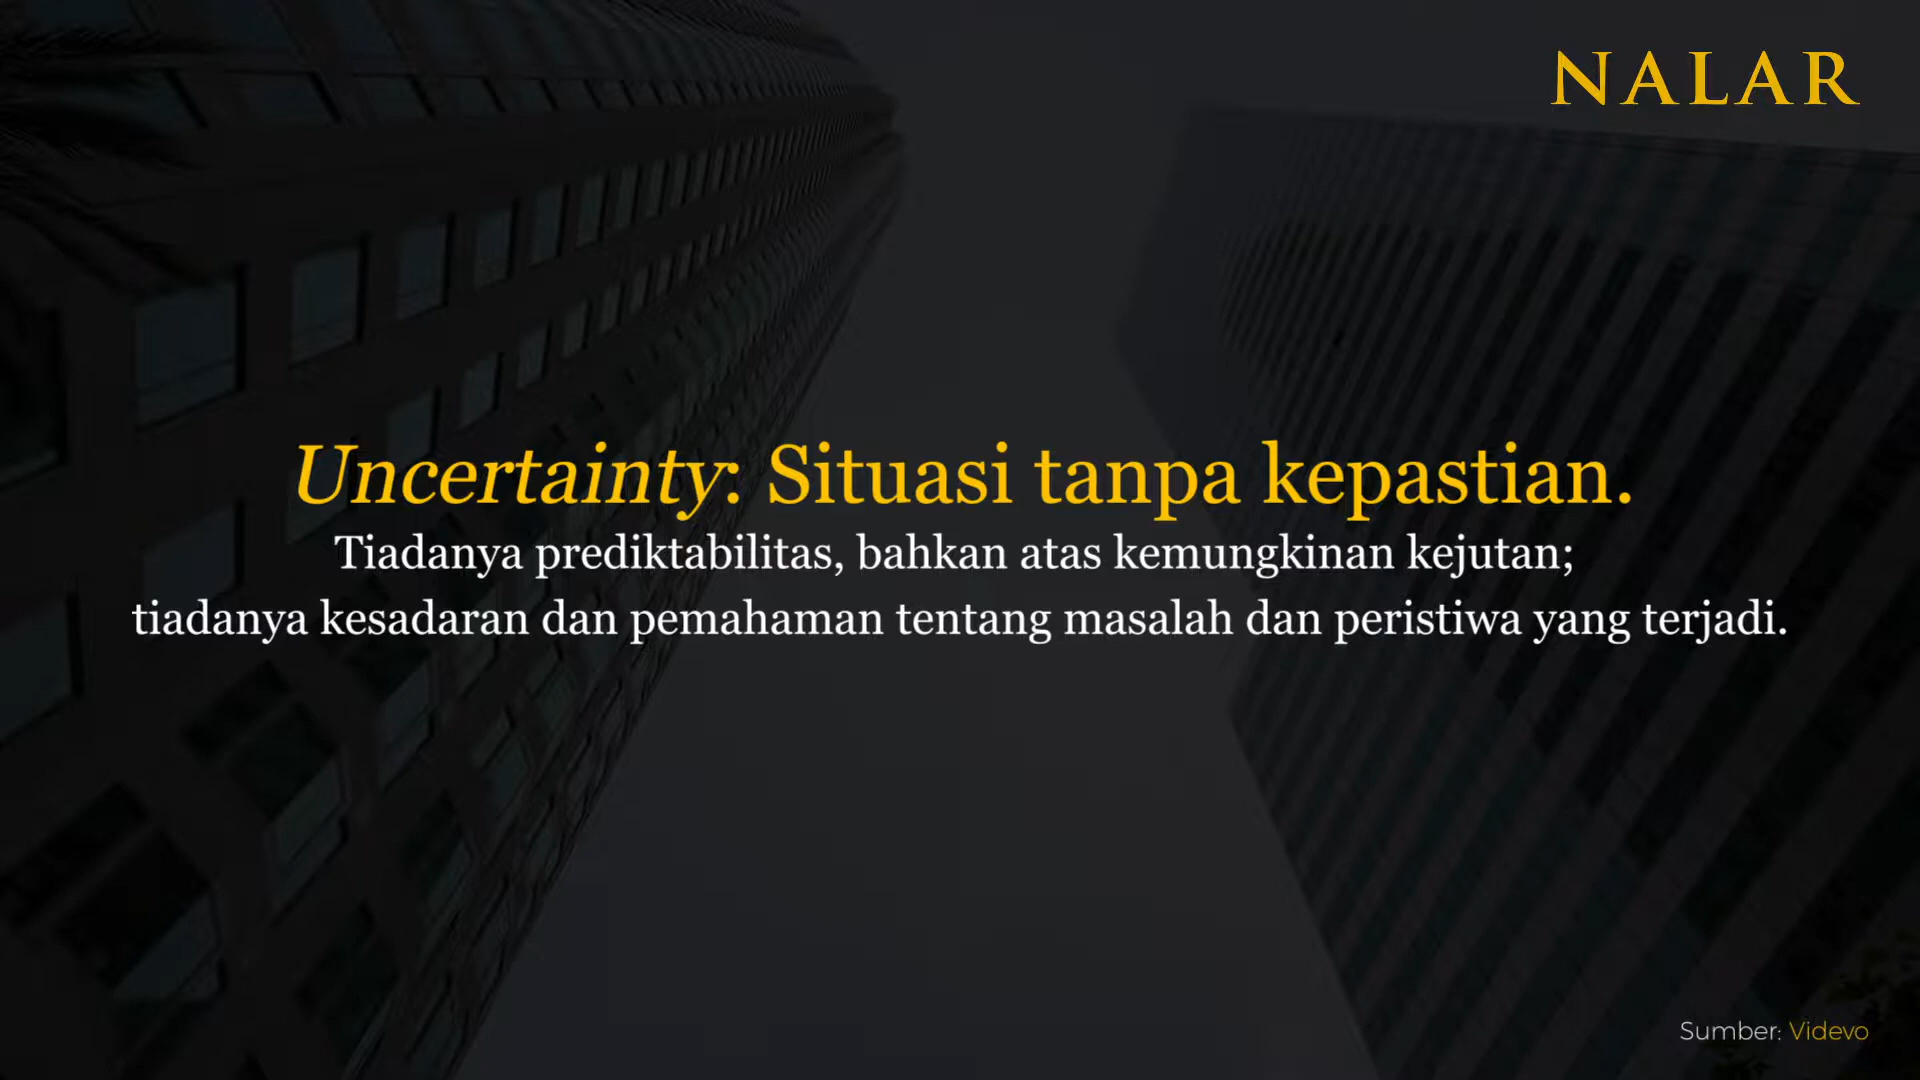 NALAR
Uncertainty: Situasi tanpa kepastian.
Tiadanya prediktabilitas, bahkan atas kemungkinan kejutan;
tiadanya kesadaran dan pemahaman tentang masalah dan peristiwa yang terjadi.
Sumber: Videvo